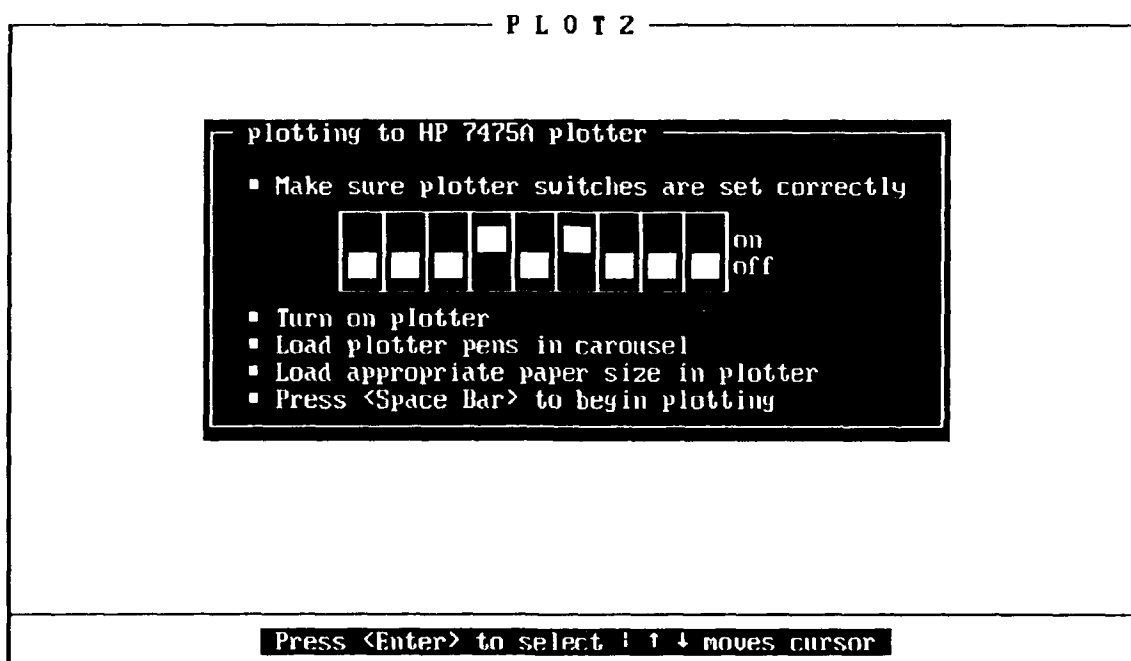 P L O T 2
plotting to HP 7475A plotter
▪ Make sure plotter switches are set correctly
on
off
▪ Turn on plotter
▪ Load plotter pens in carousel
▪ Load appropriate paper size in plotter
▪ Press <Space Bar> to begin plotting
Press <Enter> to select ¦ ↑ ↓ moves cursor